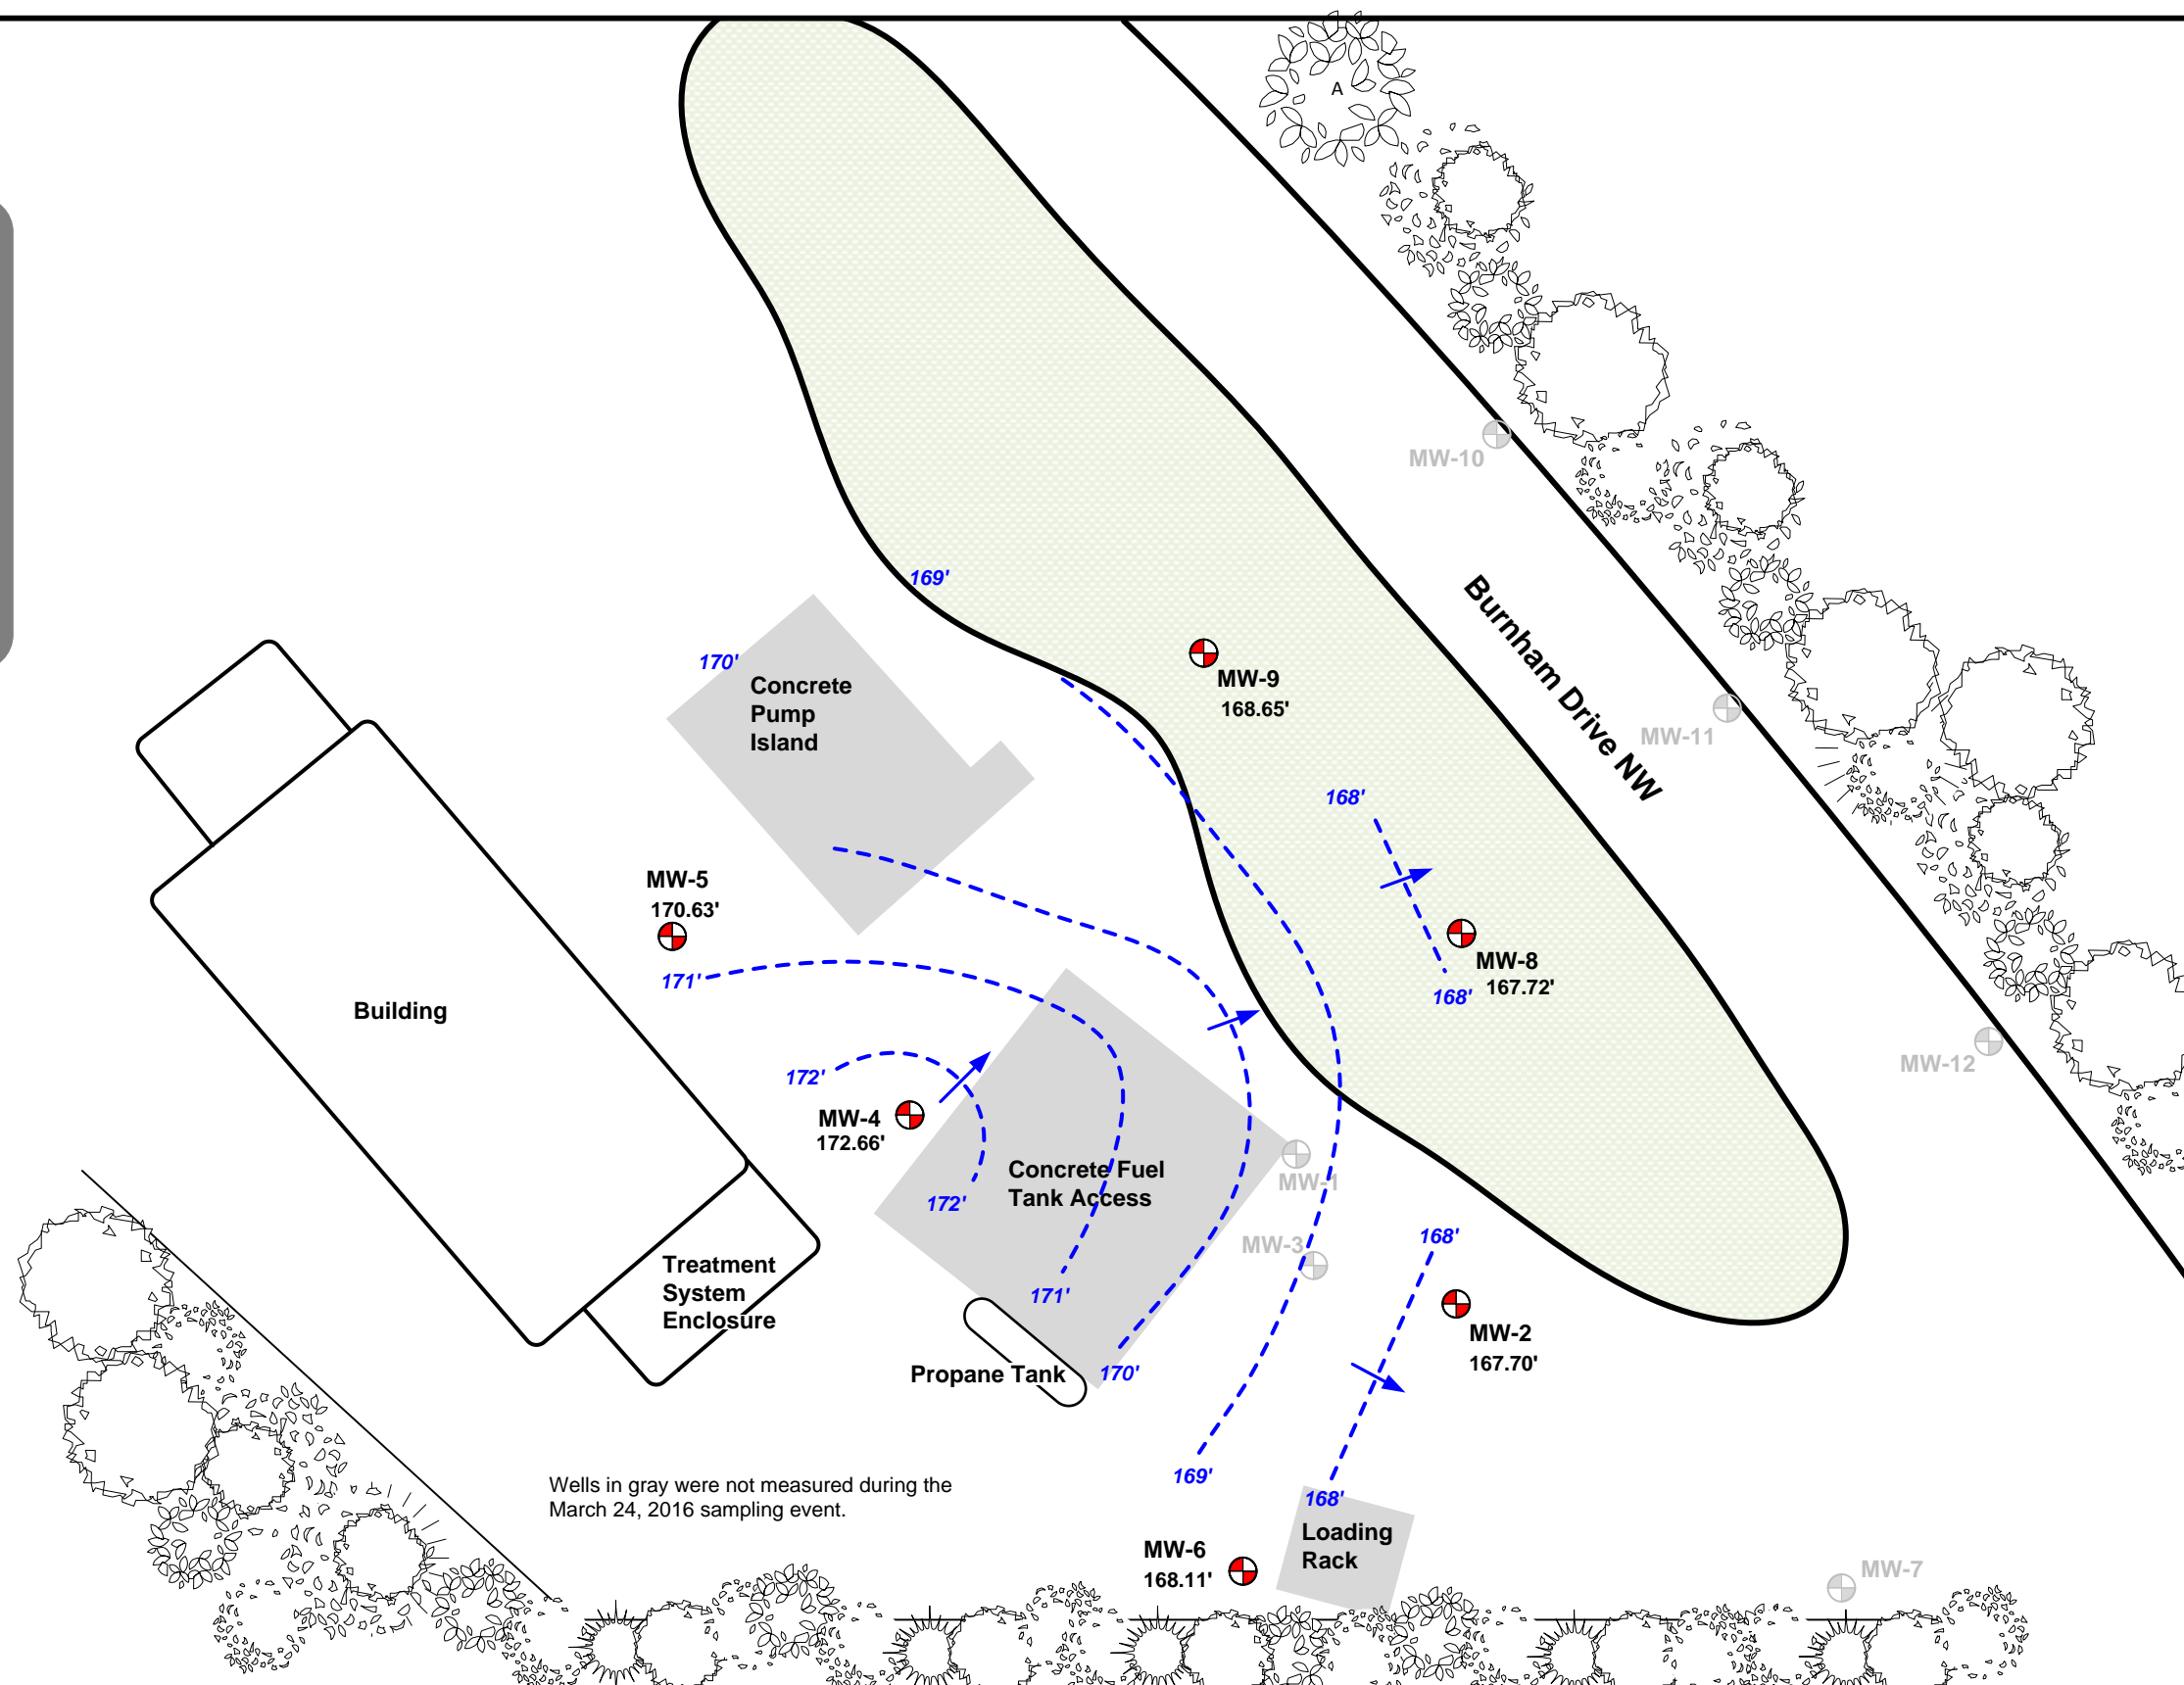 A
MW-10
169'
Burnham Drive NW
170'
Concrete
Pump
Island
MW-9
168.65'
MW-11
168'
MW-5
170.63'
171'
MW-8
167.72'
168'
Building
172'
MW-12
MW-4
172.66'
Concrete Fuel
Tank Access
MW-1
172'
168'
MW-3
Treatment
System
Enclosure
171'
MW-2
167.70'
Propane Tank
170'
169'
Wells in gray were not measured during the
March 24, 2016 sampling event.
168'
Loading
Rack
MW-6
168.11'
MW-7